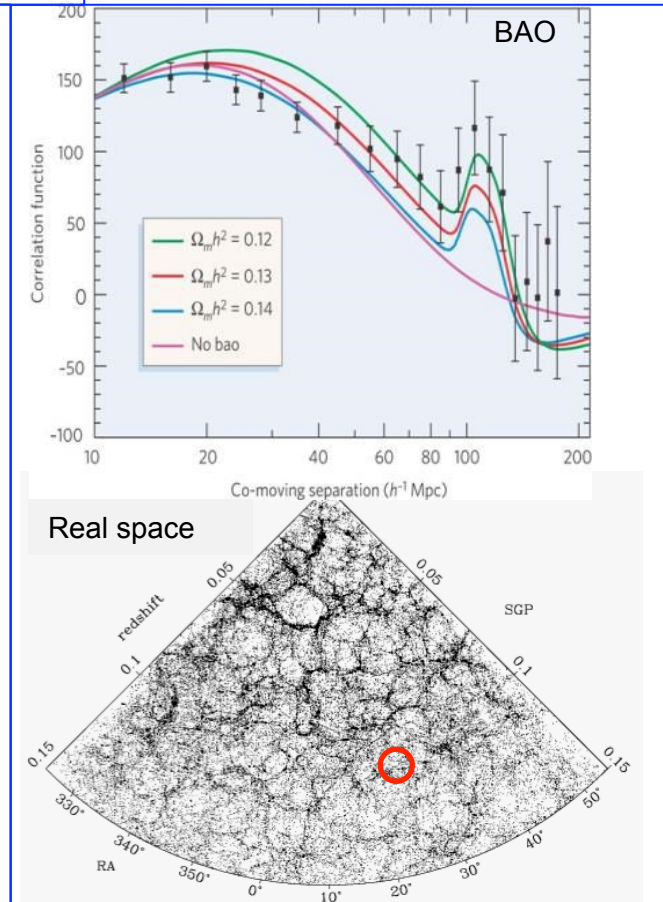 BAO
200
150
100
50
0
-50
-100
Correlation function
Ωₘh² = 0.12
Ωₘh² = 0.13
Ωₘh² = 0.14
No bao
10 20 40 60 80 100 200
Co-moving separation (h⁻¹ Mpc)
Real space
redshift
0.05
0.1
0.15
0.05
SGP
0.1
0.15
330°
340°
350°
0°
10°
20°
30°
40°
50°
RA